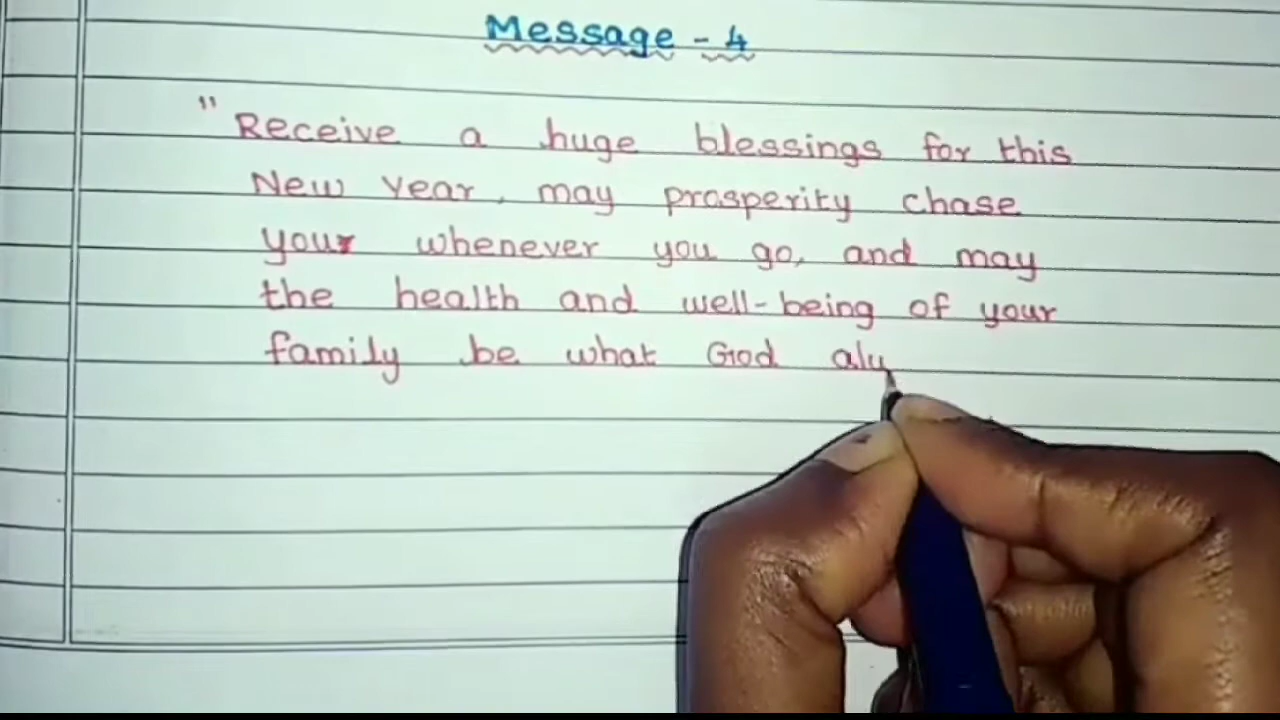 Message - 4
"Receive a huge blessings for this
New Year, may prosperity chase
your whenever you go, and may
the health and well-being of your
family be what God